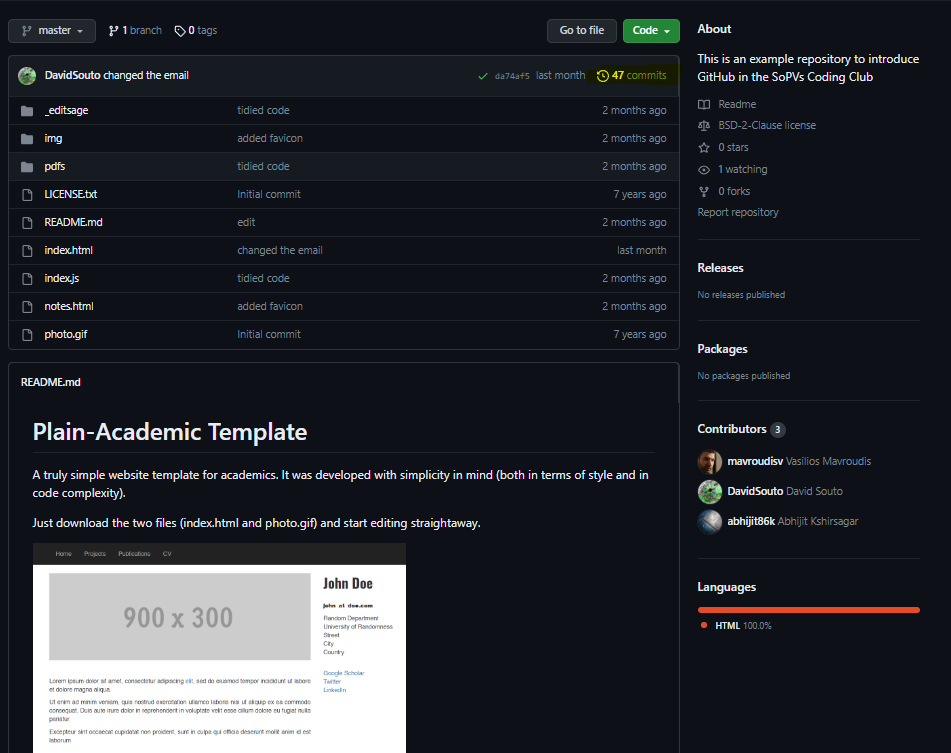 master 1 branch 0 tags Go to file Code
DavidSouto changed the email da74af5 last month 47 commits
_editsage tidied code 2 months ago
img added favicon 2 months ago
pdfs tidied code 2 months ago
LICENSE.txt Initial commit 7 years ago
README.md edit 2 months ago
index.html changed the email last month
index.js tidied code 2 months ago
notes.html added favicon 2 months ago
photo.gif Initial commit 7 years ago
README.md
Plain-Academic Template
A truly simple website template for academics. It was developed with simplicity in mind (both in terms of style and in
code complexity).
Just download the two files (index.html and photo.gif) and start editing straightaway.
Home Projects Publications CV
900 x 300
Lorem ipsum dolor sit amet, consectetur adipiscing elit, sed do eiusmod tempor incididunt ut labore
et dolore magna aliqua.
Ut enim ad minim veniam, quis nostrud exercitation ullamco laboris nisi ut aliquip ex ea commodo
consequat. Duis aute irure dolor in reprehenderit in voluptate velit esse cillum dolore eu fugiat nulla
pariatur
Excepteur sint occaecat cupidatat non proident, sunt in culpa qui officia deserunt mollit anim id est
laborum
John Doe
john at doe.com
Random Department
University of Randomness
Street
City
Country
Google Scholar
Twitter
LinkedIn
About
This is an example repository to introduce
GitHub in the SoPVs Coding Club
Readme
BSD-2-Clause license
0 stars
1 watching
0 forks
Report repository
Releases
No releases published
Packages
No packages published
Contributors 3
mavroudisv Vasilios Mavroudis
DavidSouto David Souto
abhijit86k Abhijit Kshirsagar
Languages
HTML 100.0%